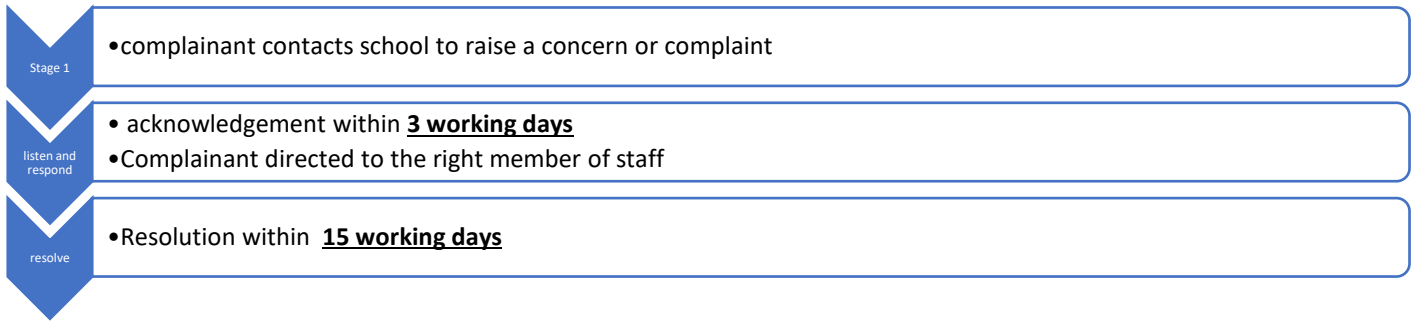 Stage 1
•complainant contacts school to raise a concern or complaint
listen and
respond
• acknowledgement within 3 working days
•Complainant directed to the right member of staff
resolve
•Resolution within 15 working days